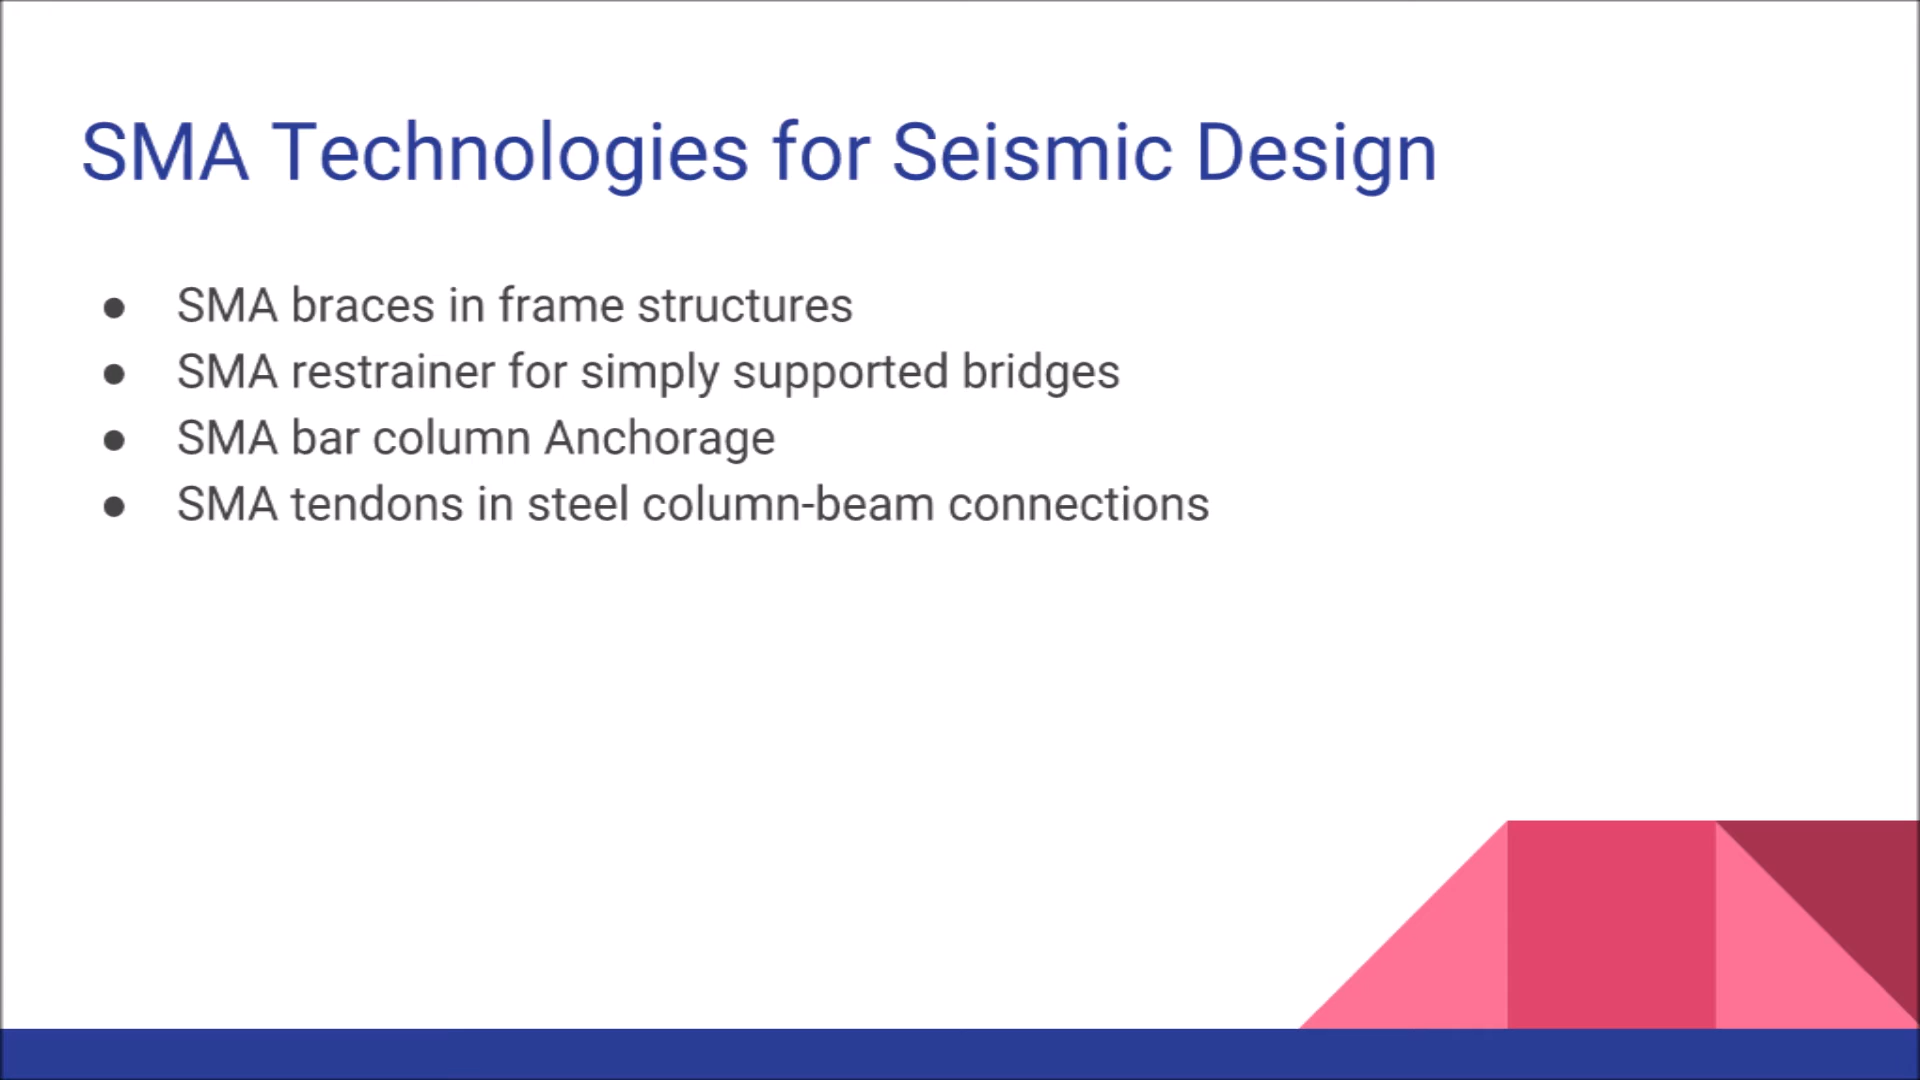 SMA Technologies for Seismic Design
● SMA braces in frame structures
● SMA restrainer for simply supported bridges
● SMA bar column Anchorage
● SMA tendons in steel column-beam connections